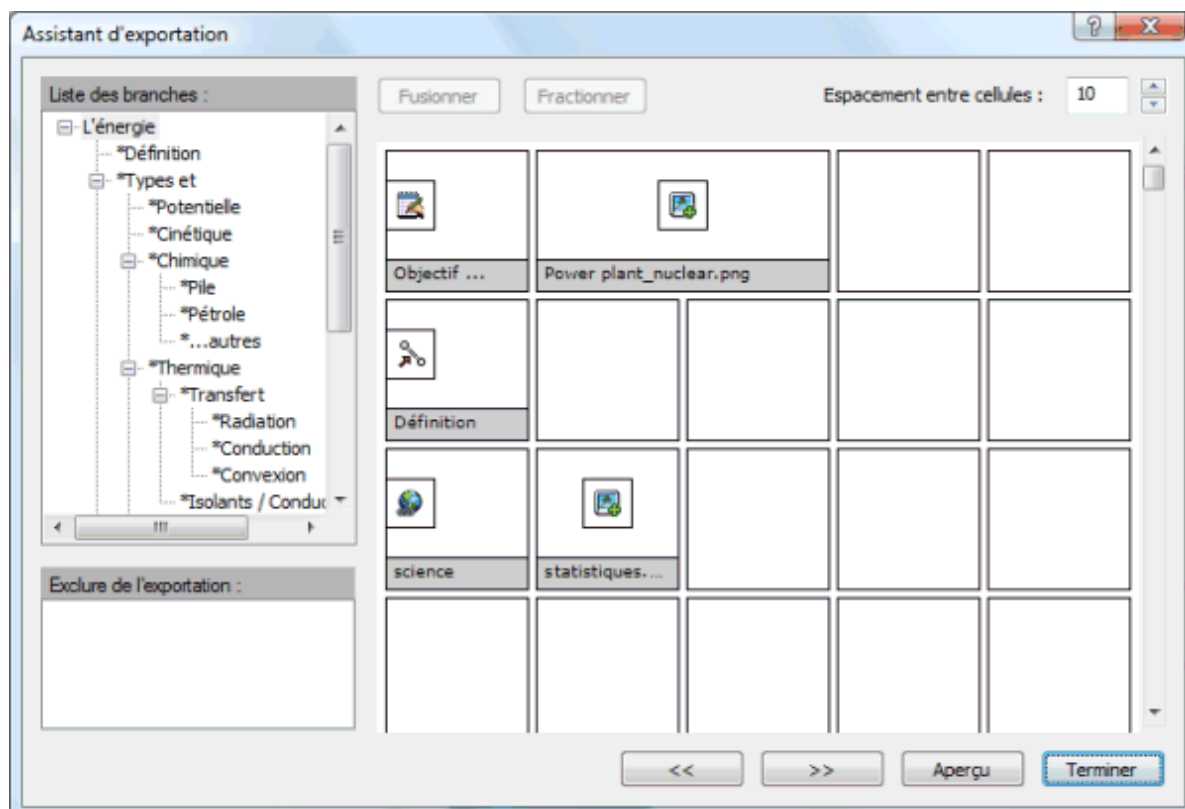 Assistant d'exportation
Liste des branches :
L'énergie
*Définition
*Types et
*Potentielle
*Cinétique
*Chimique
*Pile
*Pétrole
*...autres
*Thermique
*Transfert
*Radiation
*Conduction
*Convexion
*Isolants / Conduc
Exclure de l'exportation :
Fusionner
Fractionner
Espacement entre cellules :
10
Objectif ...
Power plant_nuclear.png
Définition
science
statistiques....
<<
>>
Aperçu
Terminer